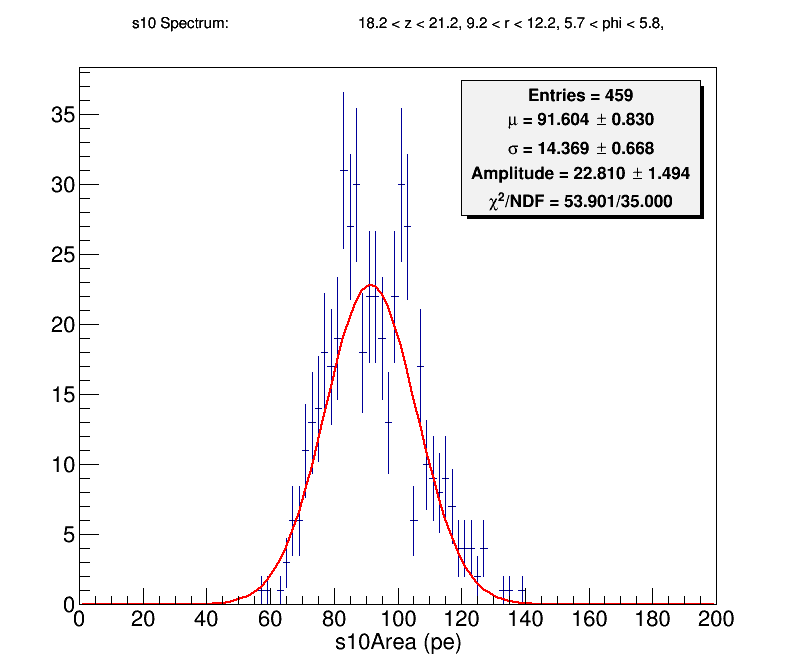 s10 Spectrum: 18.2 < z < 21.2, 9.2 < r < 12.2, 5.7 < phi < 5.8,
Entries = 459
μ = 91.604 ± 0.830
σ = 14.369 ± 0.668
Amplitude = 22.810 ± 1.494
χ²/NDF = 53.901/35.000
35
30
25
20
15
10
5
0
0 20 40 60 80 100 120 140 160 180 200
s10Area (pe)